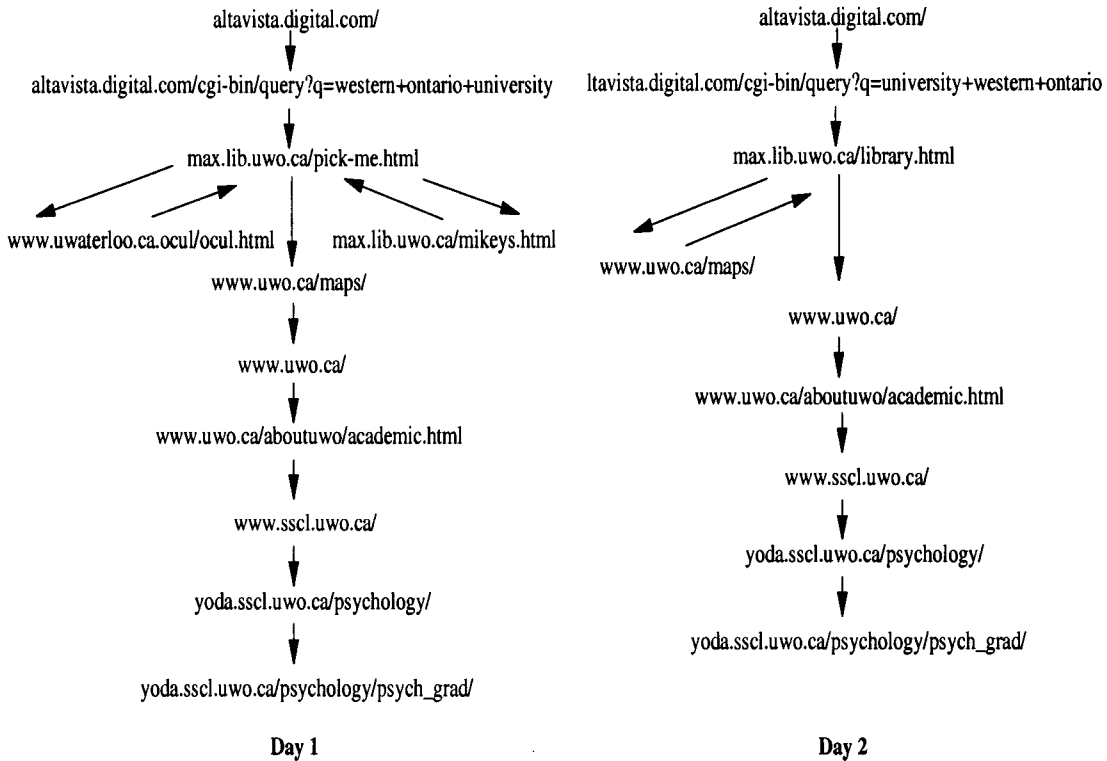 altavista.digital.com/
altavista.digital.com/cgi-bin/query?q=western+ontario+university
max.lib.uwo.ca/pick-me.html
www.uwaterloo.ca.ocul/ocul.html
max.lib.uwo.ca/mikeys.html
www.uwo.ca/maps/
www.uwo.ca/
www.uwo.ca/aboutuwo/academic.html
www.sscl.uwo.ca/
yoda.sscl.uwo.ca/psychology/
yoda.sscl.uwo.ca/psychology/psych_grad/
Day 1
altavista.digital.com/
ltavista.digital.com/cgi-bin/query?q=university+western+ontario
max.lib.uwo.ca/library.html
www.uwo.ca/maps/
www.uwo.ca/
www.uwo.ca/aboutuwo/academic.html
www.sscl.uwo.ca/
yoda.sscl.uwo.ca/psychology/
yoda.sscl.uwo.ca/psychology/psych_grad/
Day 2